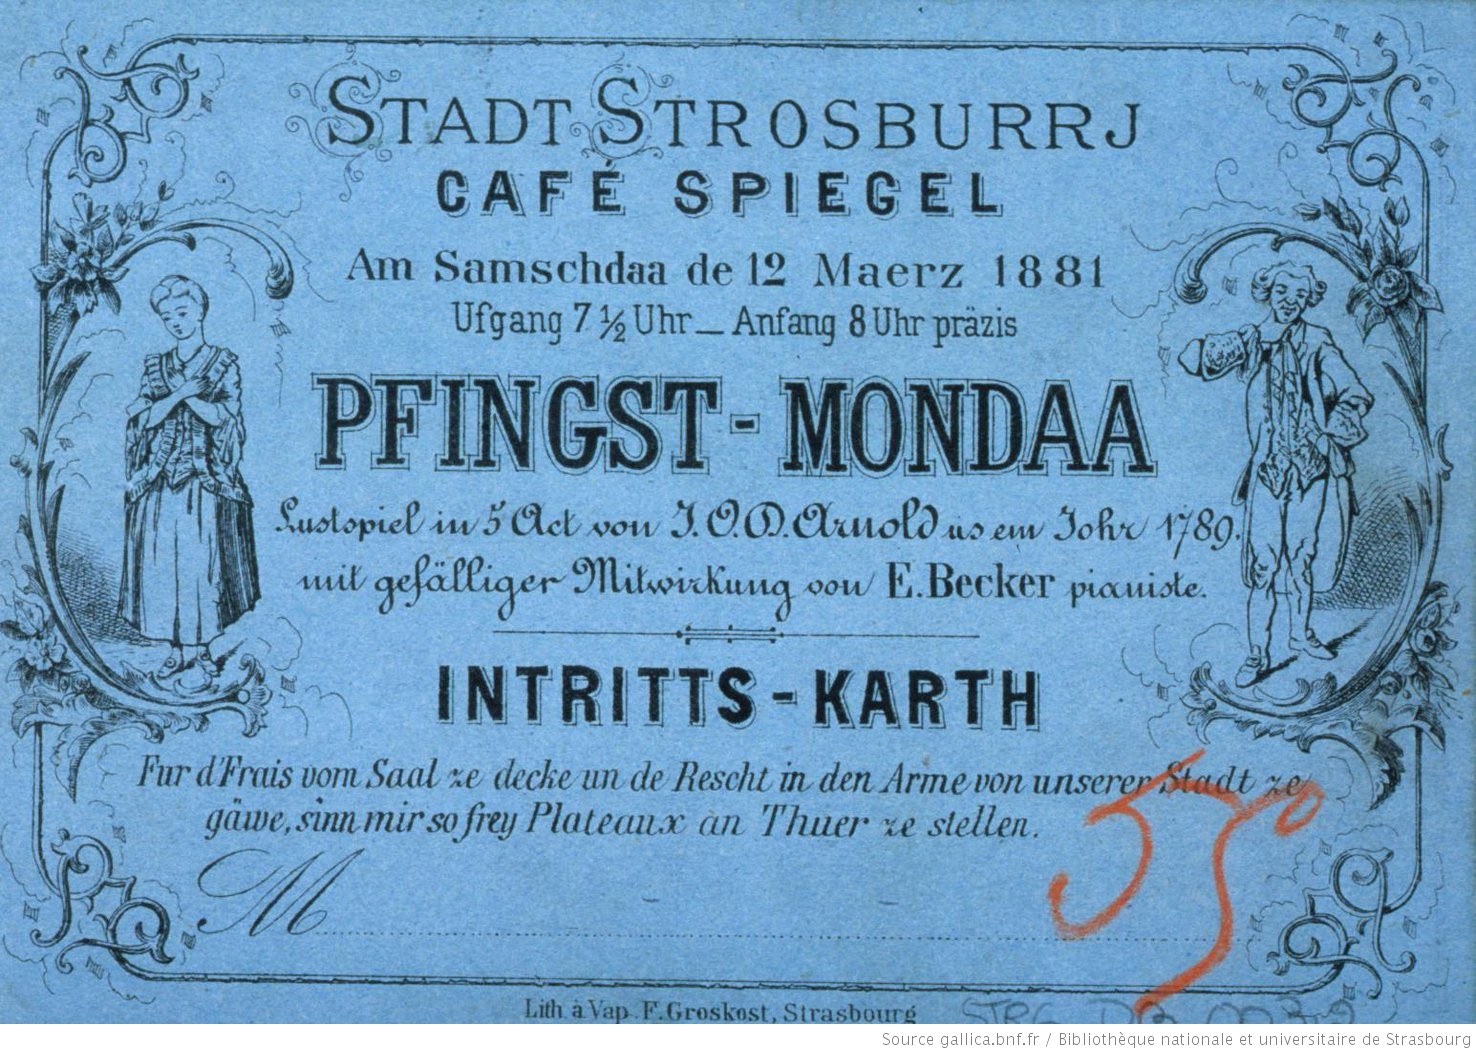 STADT STROSBURRJ
CAFÉ SPIEGEL
Am Samschdaa de 12 Maerz 1881
Ufgang 7 ½ Uhr _ Anfang 8 Uhr präzis
PFINGST-MONDAA
Lustspiel in 5 Act von J. O. D. Arnold us em Johr 1789.
mit gefälliger Mitwirkung von E. Becker pianiste.
INTRITTS-KARTH
Fur d'Frais vom Saal ze decke un de Rescht in den Arme von unserer Stadt ze
gäwe, sinn mir so frey Plateaux an Thuer ze stellen.
M
Lith. à Vap. F. Groskost, Strasbourg
Source gallica.bnf.fr / Bibliothèque nationale et universitaire de Strasbourg